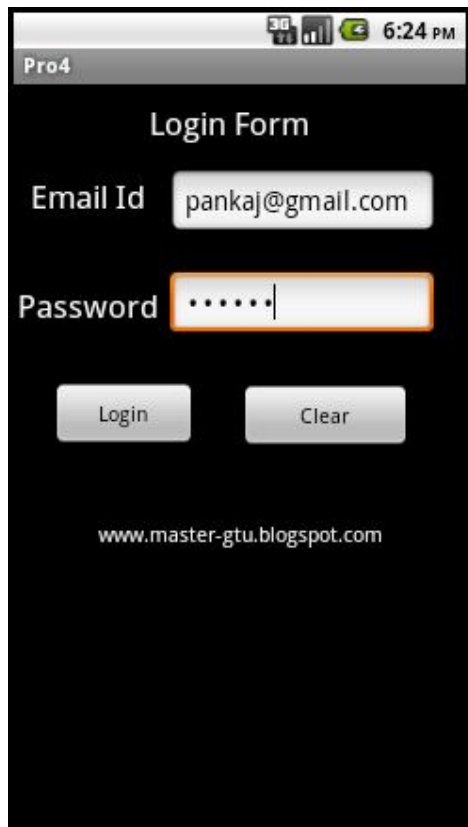 3G 6:24 PM
Pro4
Login Form
Email Id pankaj@gmail.com
Password ••••••
Login Clear
www.master-gtu.blogspot.com